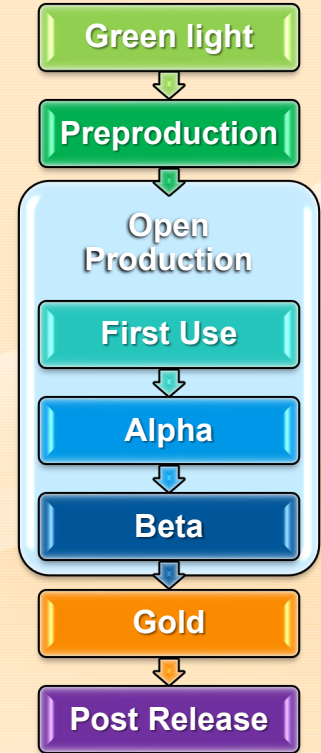 Green light
Preproduction
Open
Production
First Use
Alpha
Beta
Gold
Post Release